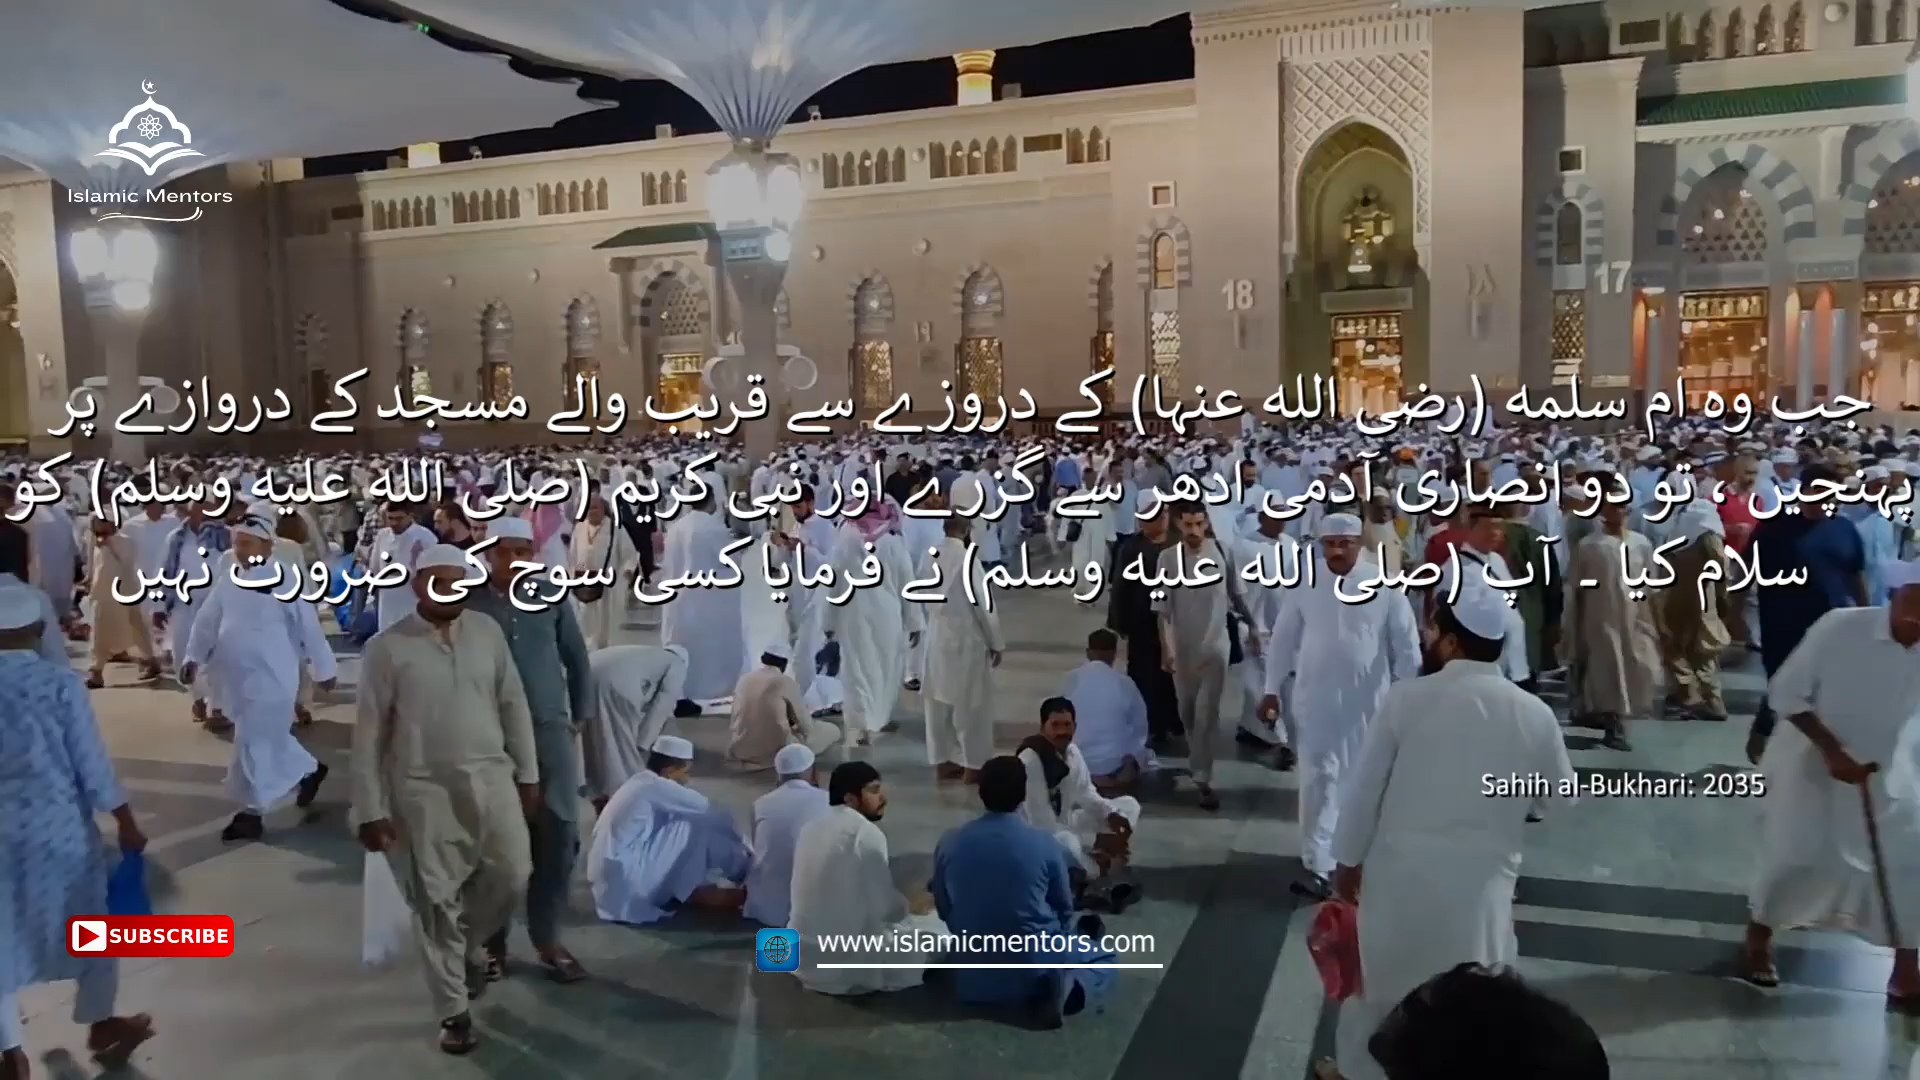 Islamic Mentors
18
١٨
17
جب وہ ام سلمہ (رضی اللہ عنہا) کے دروزے سے قریب والے مسجد کے دروازے پر
پہنچیں ، تو دو انصاری آدمی ادھر سے گزرے اور نبی کریم (صلی اللہ علیہ وسلم) کو
سلام کیا ۔ آپ (صلی اللہ علیہ وسلم) نے فرمایا کسی سوچ کی ضرورت نہیں
Sahih al-Bukhari: 2035
SUBSCRIBE
www.islamicmentors.com